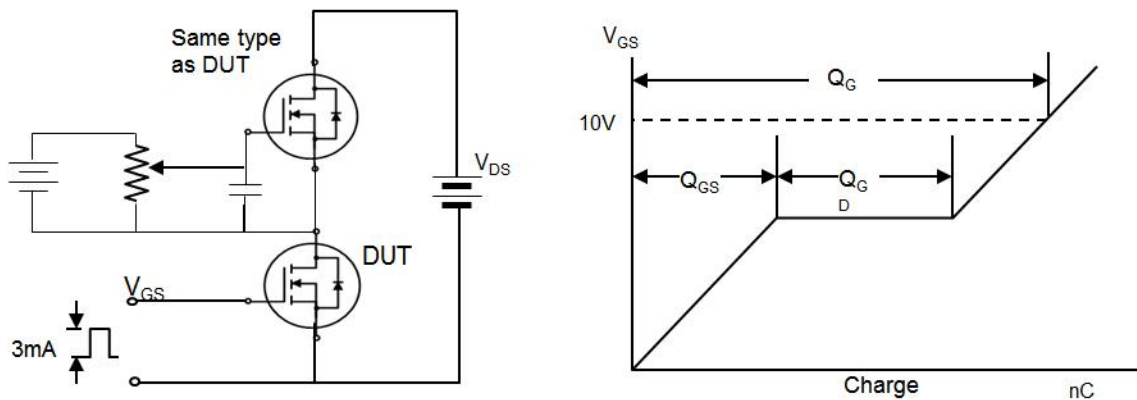 Same type
as DUT
V_DS
DUT
V_GS
3mA
V_GS
Q_G
10V
Q_GS
Q_G
D
Charge
nC